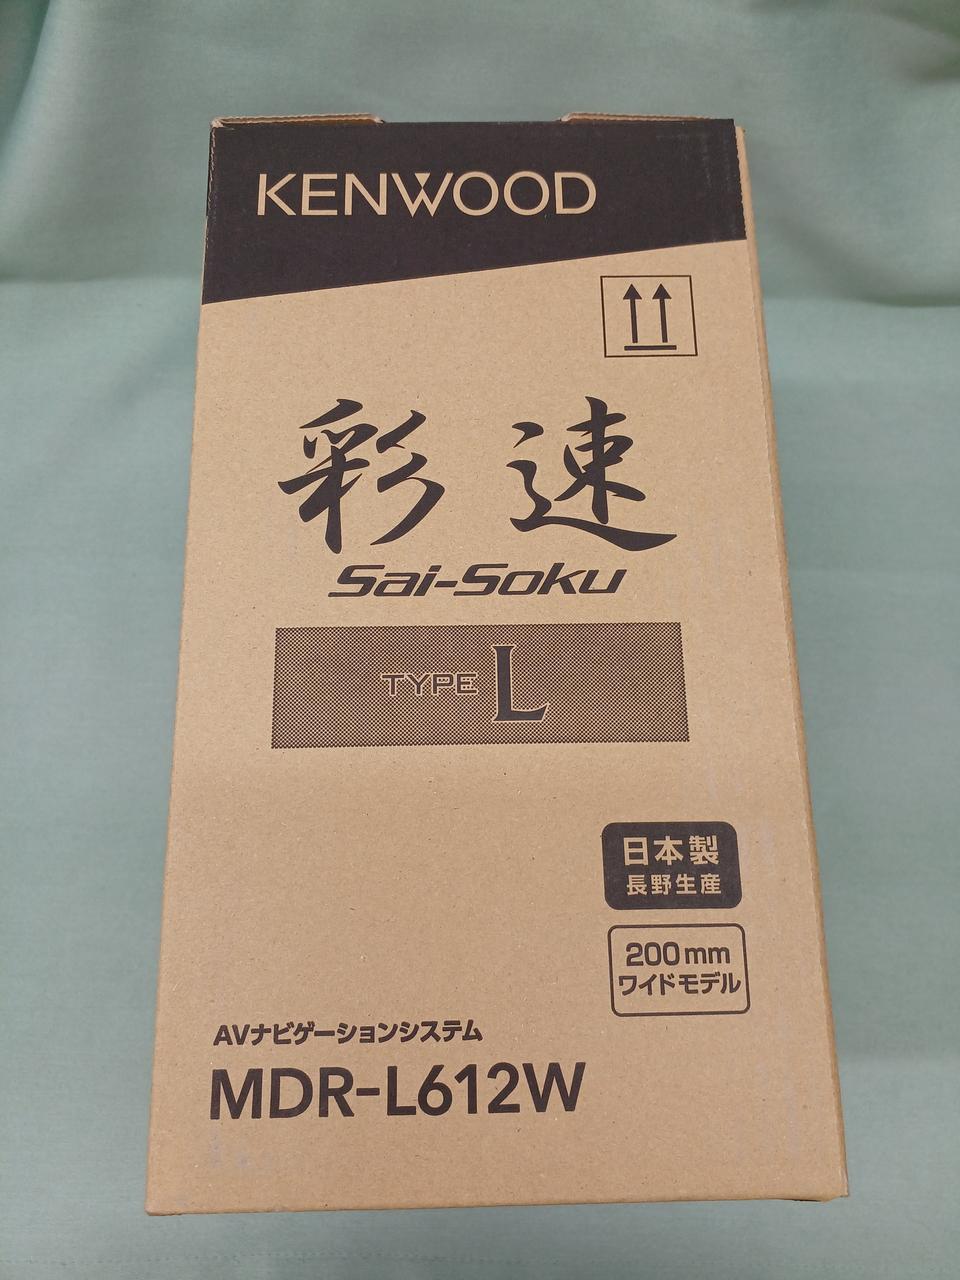 KENWOOD
彩速
Sai-Soku
TYPE L
日本製
長野生産
200mm
ワイドモデル
AVナビゲーションシステム
MDR-L612W